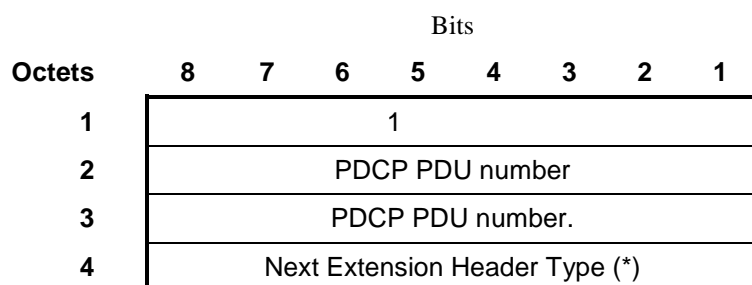 Bits
Octets 8 7 6 5 4 3 2 1
1 1
2 PDCP PDU number
3 PDCP PDU number.
4 Next Extension Header Type (*)